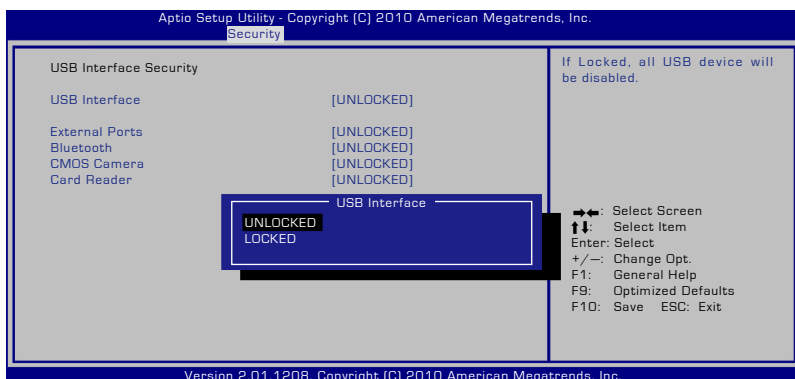 Aptio Setup Utility - Copyright (C) 2010 American Megatrends, Inc.
Security
USB Interface Security
USB Interface [UNLOCKED]
External Ports [UNLOCKED]
Bluetooth [UNLOCKED]
CMOS Camera [UNLOCKED]
Card Reader [UNLOCKED]
USB Interface
UNLOCKED
LOCKED
If Locked, all USB device will
be disabled.
→←: Select Screen
↑↓: Select Item
Enter: Select
+/—: Change Opt.
F1: General Help
F9: Optimized Defaults
F10: Save ESC: Exit
Version 2.01.1208. Copyright (C) 2010 American Megatrends, Inc.